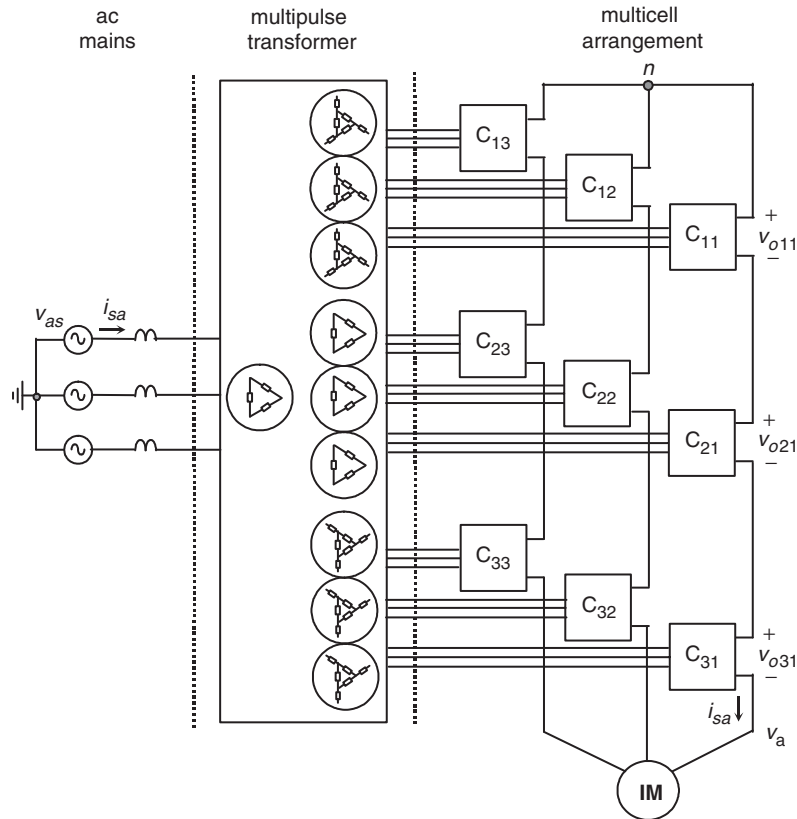 ac
mains
multipulse
transformer
multicell
arrangement
n
C13
C12
C11
+
vo11
−
vas
isa
C23
C22
C21
+
vo21
−
C33
C32
C31
+
vo31
−
isa
va
IM